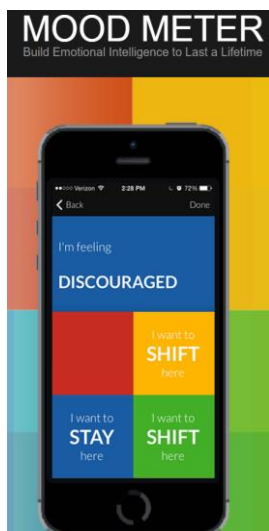 MOOD METER
Build Emotional Intelligence to Last a Lifetime
Verizon 2:28 PM 72%
Back Done
I'm feeling
DISCOURAGED
I want to
SHIFT
here
I want to
STAY
here
I want to
SHIFT
here